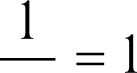 1
— = 1